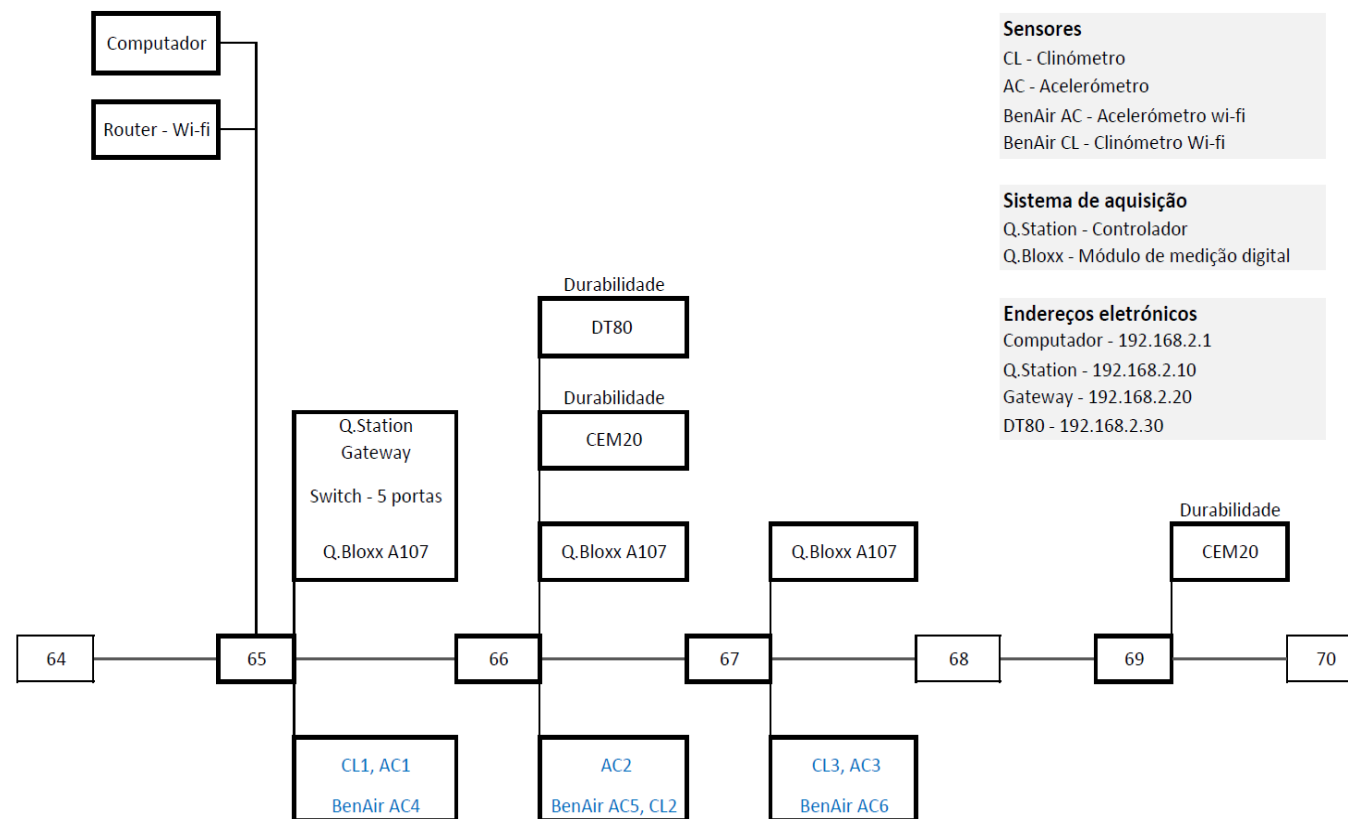 Computador
Router - Wi-fi
Sensores
CL - Clinómetro
AC - Acelerómetro
BenAir AC - Acelerómetro wi-fi
BenAir CL - Clinómetro Wi-fi
Sistema de aquisição
Q.Station - Controlador
Q.Bloxx - Módulo de medição digital
Endereços eletrónicos
Computador - 192.168.2.1
Q.Station - 192.168.2.10
Gateway - 192.168.2.20
DT80 - 192.168.2.30
Durabilidade
DT80
Durabilidade
CEM20
Q.Station
Gateway
Switch - 5 portas
Q.Bloxx A107
Q.Bloxx A107
Q.Bloxx A107
Durabilidade
CEM20
64
65
66
67
68
69
70
CL1, AC1
BenAir AC4
AC2
BenAir AC5, CL2
CL3, AC3
BenAir AC6